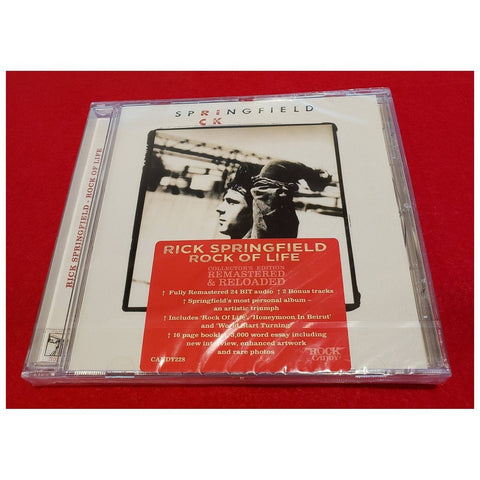 SPRiNGFIELD
CK
RICK SPRINGFIELD - ROCK OF LIFE
RICK SPRINGFIELD
ROCK OF LIFE
COLLECTOR'S EDITION
REMASTERED
& RELOADED
† Fully Remastered 24 BIT audio † 2 Bonus tracks
† Springfield's most personal album –
an artistic triumph
† Includes 'Rock Of Life', 'Honeymoon In Beirut'
and 'World Start Turning'
† 16 page booklet, 3,000 word essay including
new interview, enhanced artwork
and rare photos
CANDY228
ROCK
CANDY